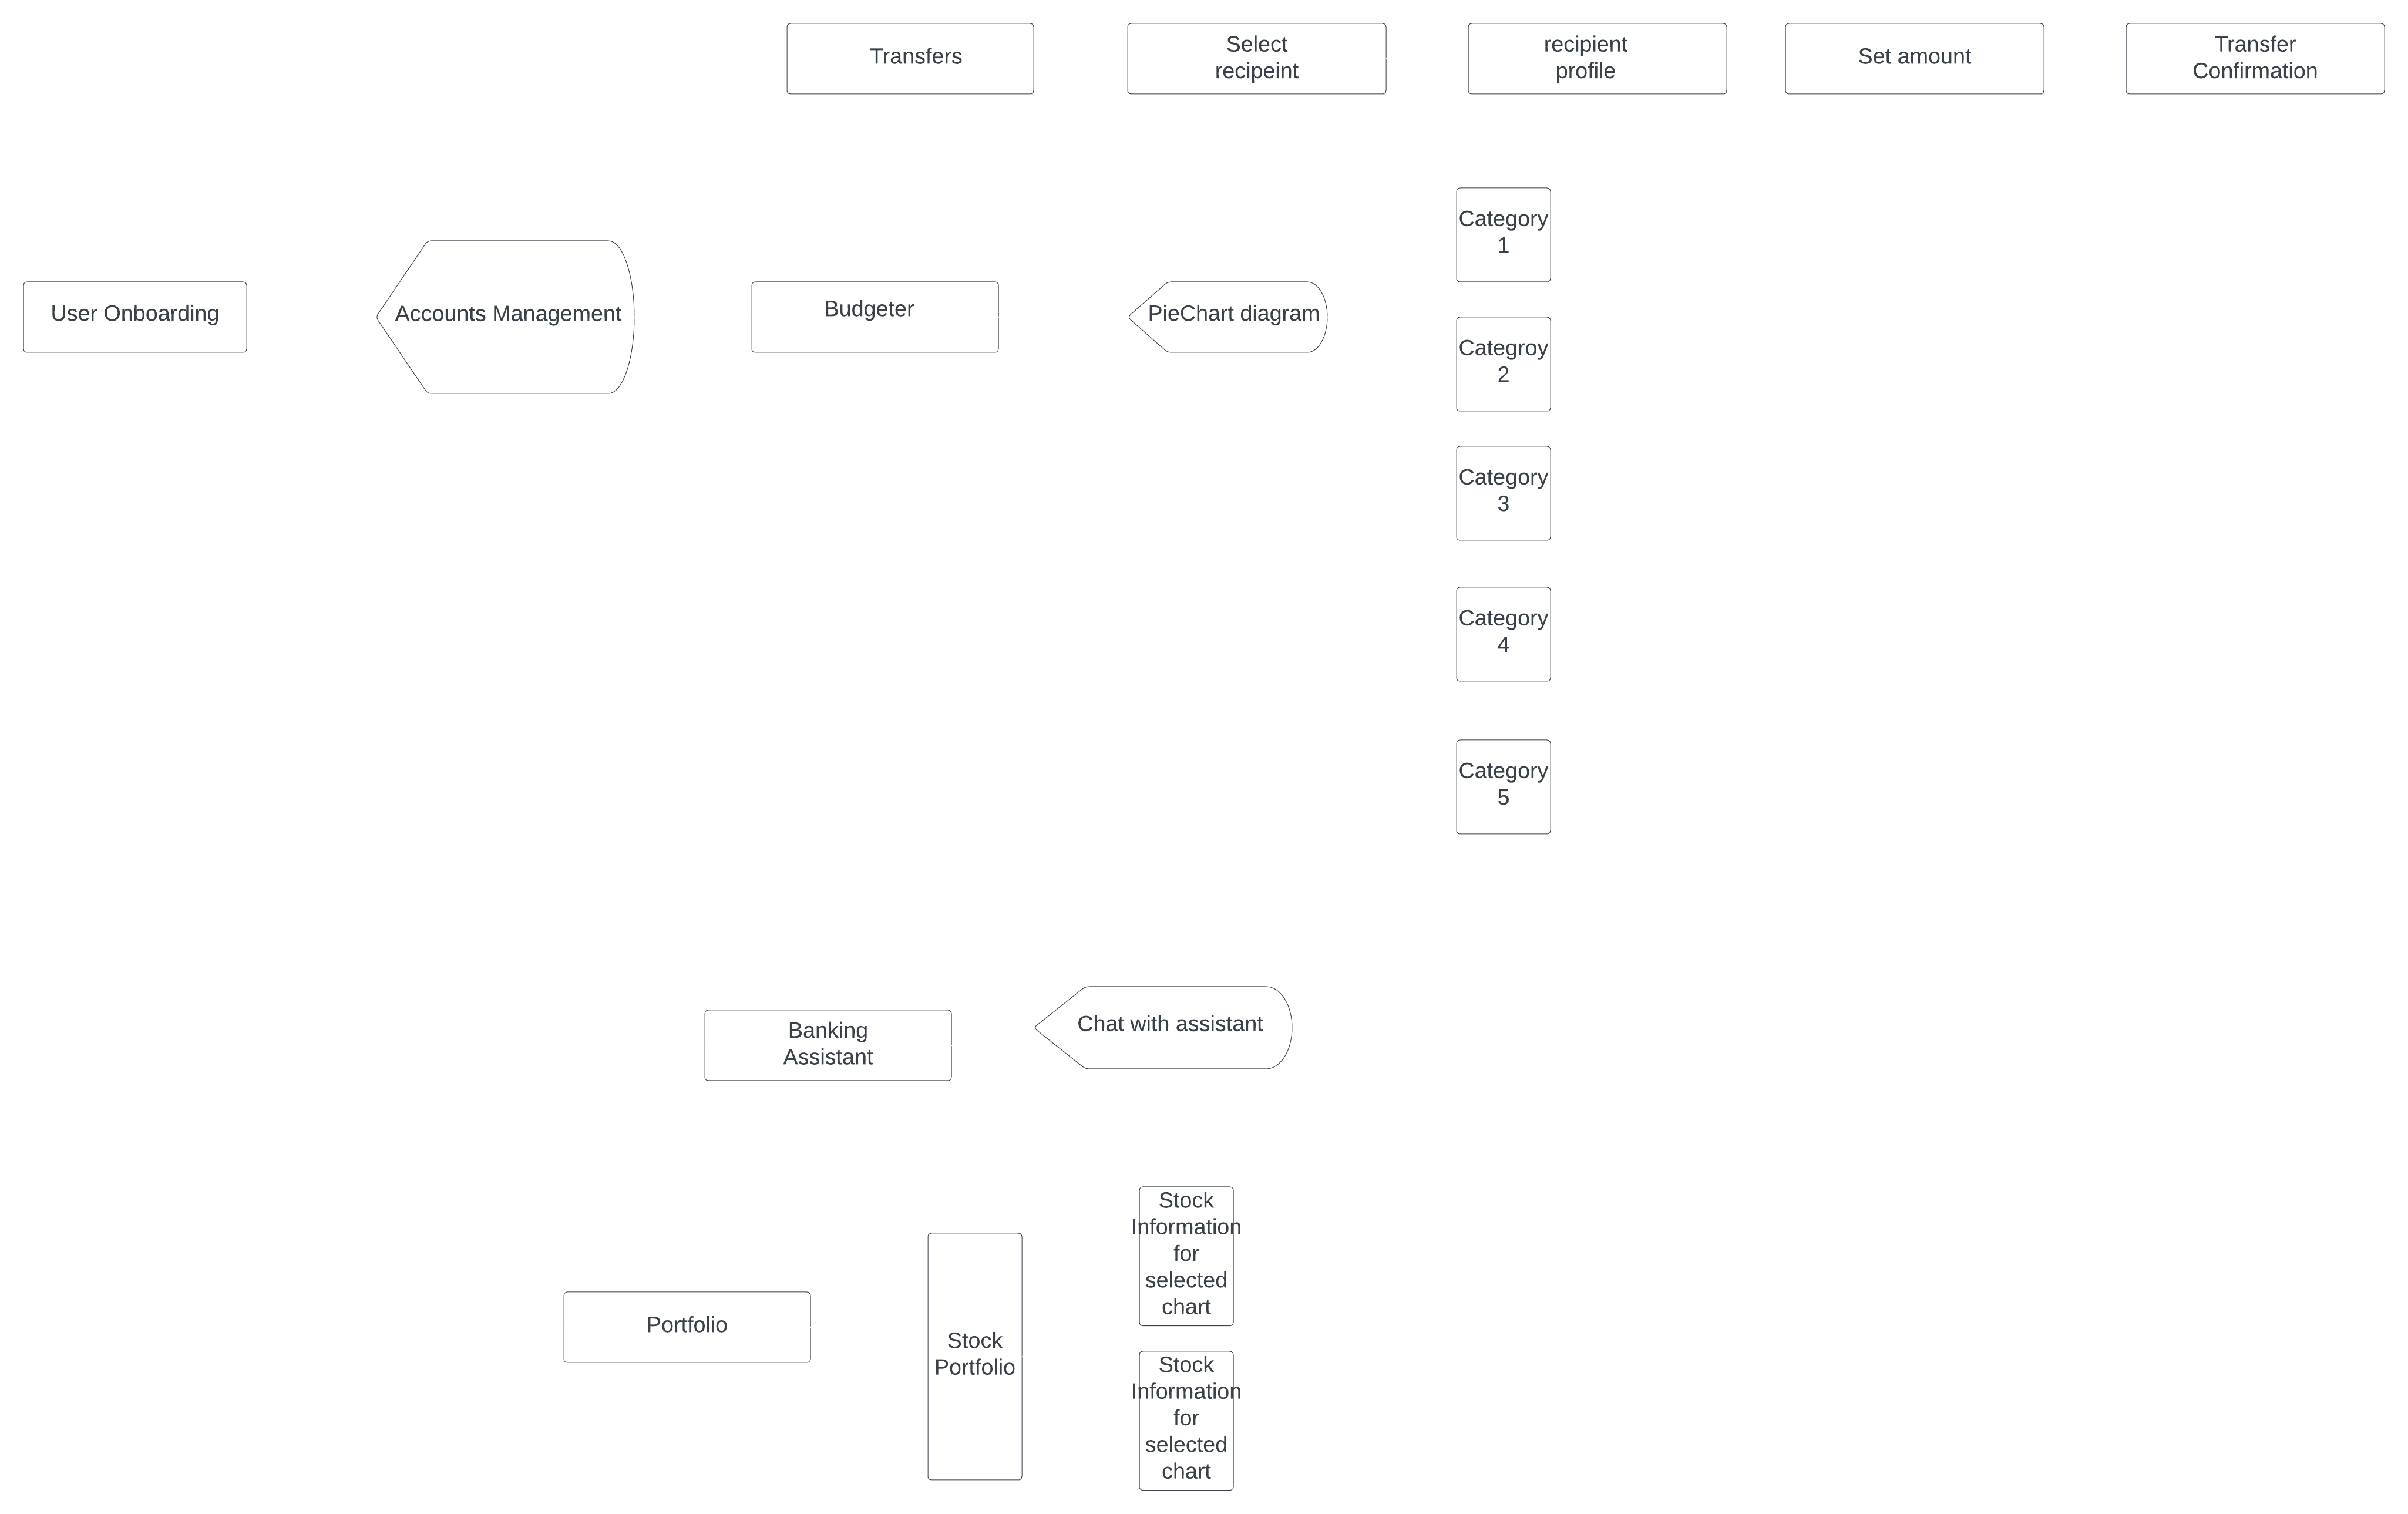 Transfers
Select
recipeint
recipient
profile
Set amount
Transfer
Confirmation
User Onboarding
Accounts Management
Budgeter
PieChart diagram
Category
1
Categroy
2
Category
3
Category
4
Category
5
Banking
Assistant
Chat with assistant
Portfolio
Stock
Portfolio
Stock
Information
for
selected
chart
Stock
Information
for
selected
chart